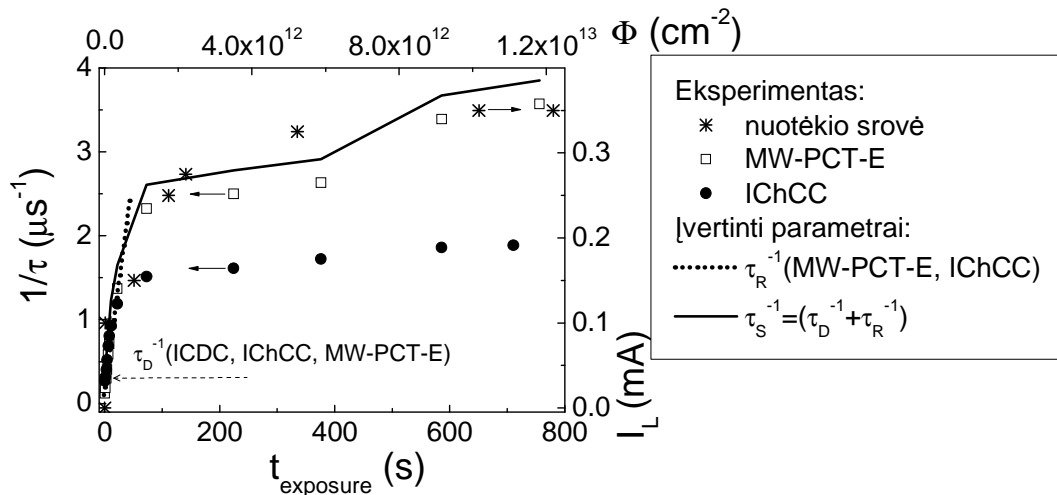 0.0 4.0x10¹² 8.0x10¹² 1.2x10¹³ Φ (cm⁻²)
4
3
2
1
0
1/τ (μs⁻¹)
τ_D⁻¹(ICDC, IChCC, MW-PCT-E)
0.3
0.2
0.1
0.0
I_L (mA)
0 200 400 600 800
t_exposure (s)
Eksperimentas:
nuotėkio srovė
MW-PCT-E
IChCC
Įvertinti parametrai:
τ_R⁻¹(MW-PCT-E, IChCC)
τ_S⁻¹=(τ_D⁻¹+τ_R⁻¹)